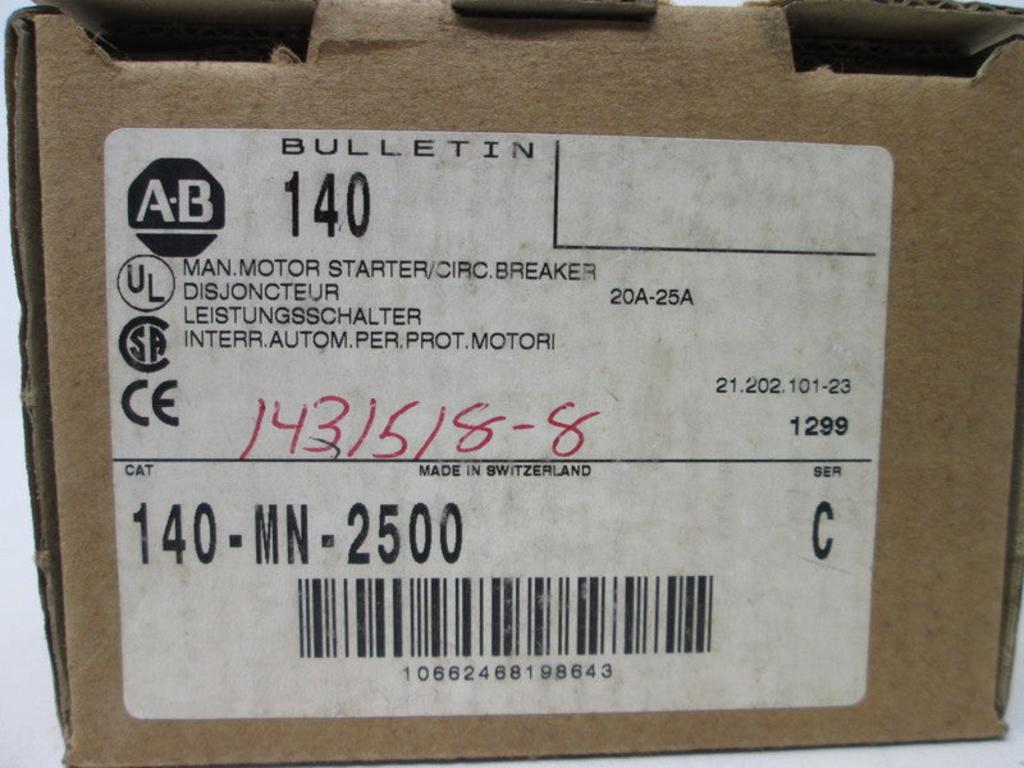 BULLETIN
A-B
140
UL
MAN.MOTOR STARTER/CIRC.BREAKER
DISJONCTEUR
20A-25A
LEISTUNGSSCHALTER
SA
INTERR.AUTOM.PER.PROT.MOTORI
CE
21.202.101-23
1431518-8
1299
CAT
MADE IN SWITZERLAND
SER
140-MN-2500
C
10662468198643